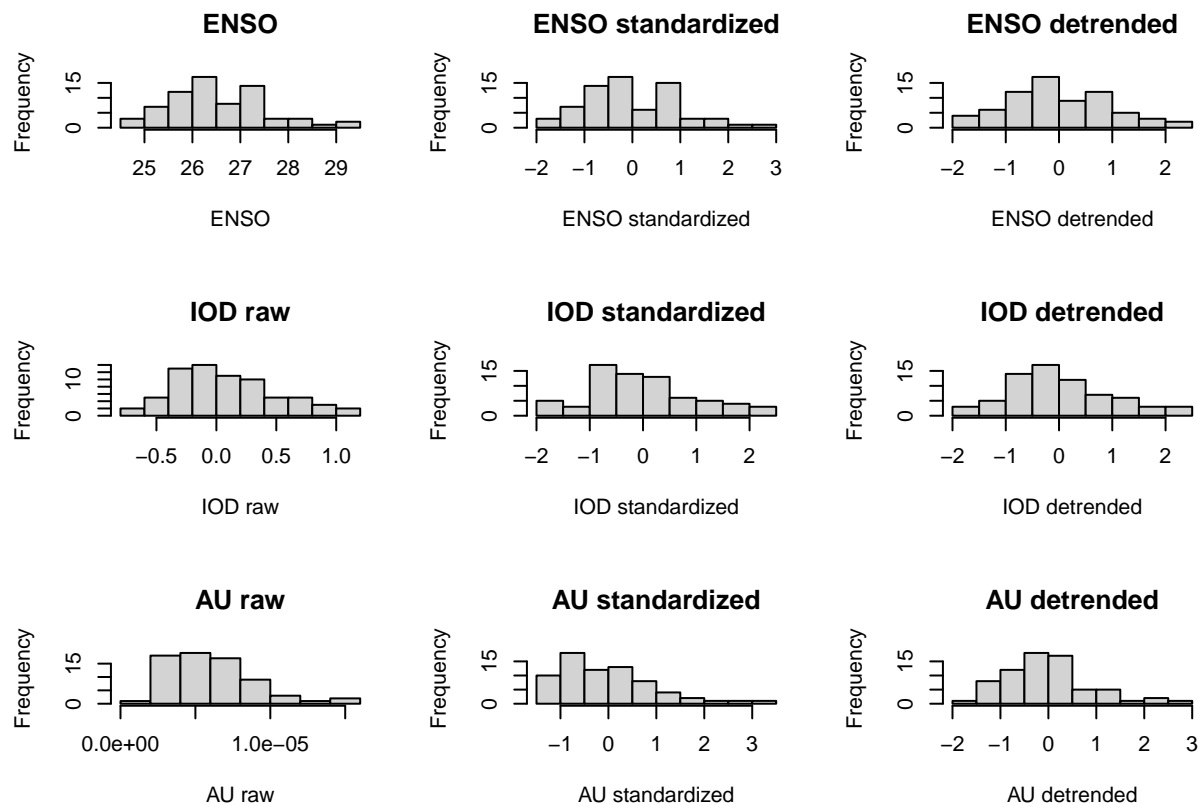 ENSO
Frequency
0 15
25 26 27 28 29
ENSO
ENSO standardized
Frequency
0 15
−2 −1 0 1 2 3
ENSO standardized
ENSO detrended
Frequency
0 15
−2 −1 0 1 2
ENSO detrended
IOD raw
Frequency
0 10
−0.5 0.0 0.5 1.0
IOD raw
IOD standardized
Frequency
0 15
−2 −1 0 1 2
IOD standardized
IOD detrended
Frequency
0 15
−2 −1 0 1 2
IOD detrended
AU raw
Frequency
0 15
0.0e+00 1.0e−05
AU raw
AU standardized
Frequency
0 15
−1 0 1 2 3
AU standardized
AU detrended
Frequency
0 15
−2 −1 0 1 2 3
AU detrended